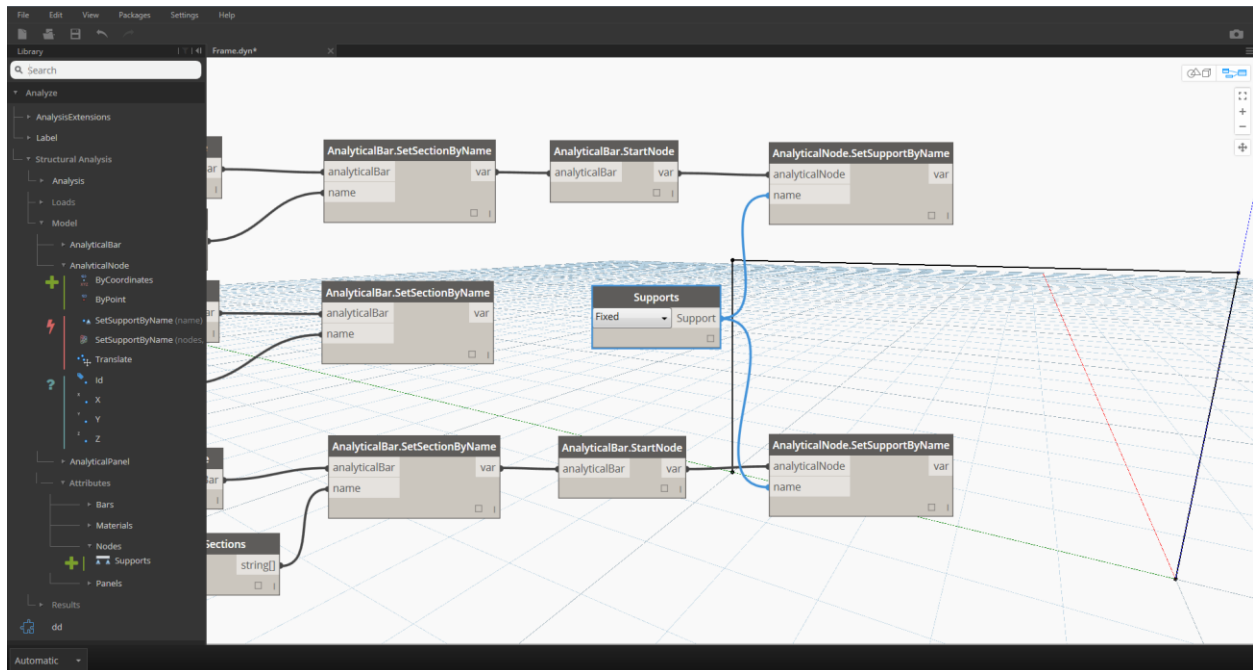 File Edit View Packages Settings Help
Library
Frame.dyn*
Search
Analyze
AnalysisExtensions
Label
Structural Analysis
Analysis
Loads
Model
AnalyticalBar
AnalyticalNode
ByCoordinates
ByPoint
SetSupportByName (name)
SetSupportByName (nodes,
Translate
Id
X
Y
Z
AnalyticalPanel
Attributes
Bars
Materials
Nodes
Supports
Panels
Results
dd
Automatic
ar
AnalyticalBar.SetSectionByName
analyticalBar var
name
AnalyticalBar.StartNode
analyticalBar var
AnalyticalNode.SetSupportByName
analyticalNode var
name
ar
AnalyticalBar.SetSectionByName
analyticalBar var
name
Supports
Fixed Support
e
Bar
AnalyticalBar.SetSectionByName
analyticalBar var
name
AnalyticalBar.StartNode
analyticalBar var
AnalyticalNode.SetSupportByName
analyticalNode var
name
Sections
string[]